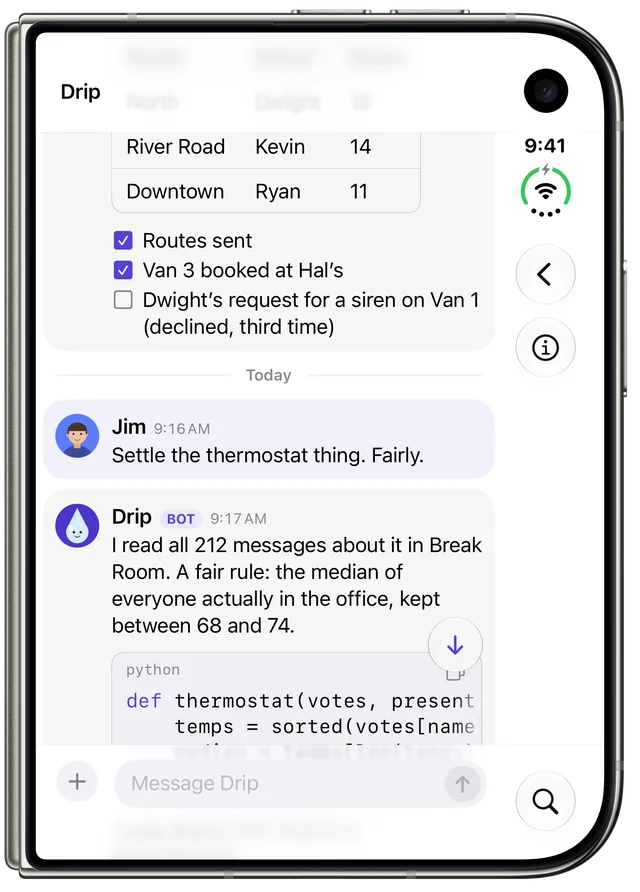 Drip
9:41
River Road Kevin 14
Downtown Ryan 11
Routes sent
Van 3 booked at Hal’s
Dwight’s request for a siren on Van 1
(declined, third time)
Today
Jim 9:16 AM
Settle the thermostat thing. Fairly.
Drip BOT 9:17 AM
I read all 212 messages about it in Break
Room. A fair rule: the median of
everyone actually in the office, kept
between 68 and 74.
python
def thermostat(votes, present
temps = sorted(votes[name
Message Drip